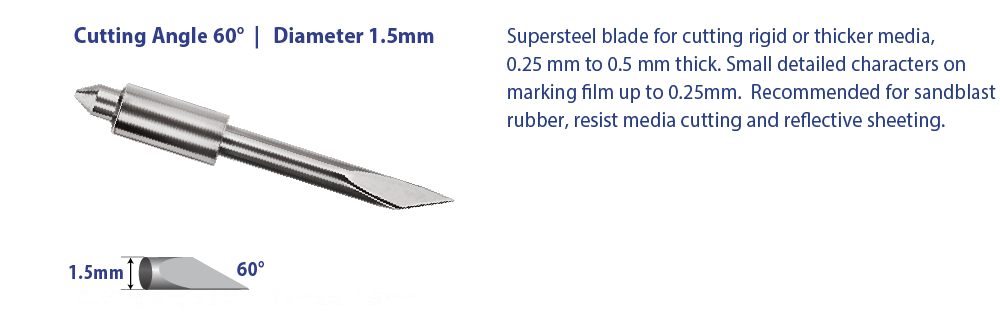 Cutting Angle 60° | Diameter 1.5mm
Supersteel blade for cutting rigid or thicker media,
0.25 mm to 0.5 mm thick. Small detailed characters on
marking film up to 0.25mm. Recommended for sandblast
rubber, resist media cutting and reflective sheeting.
1.5mm
60°